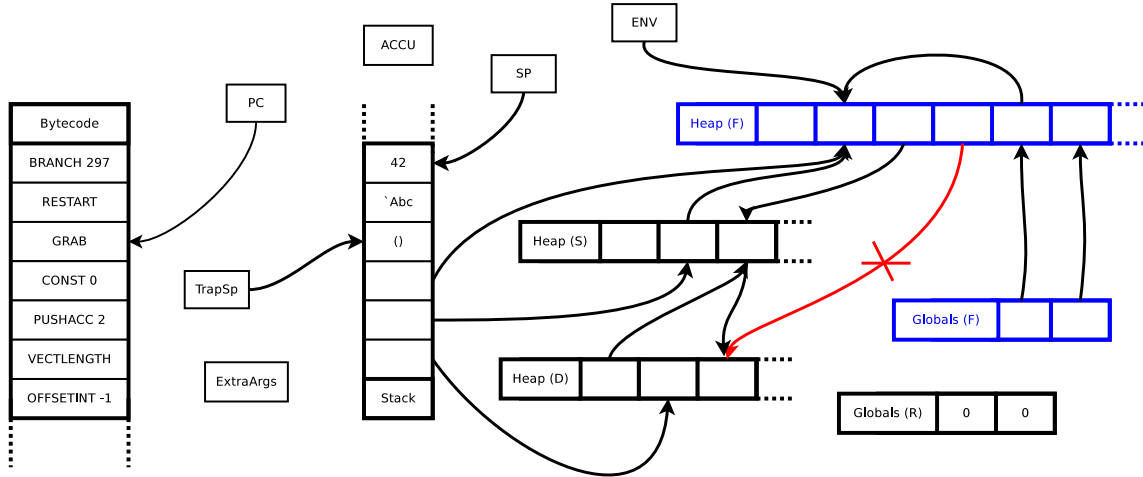 ENV
ACCU
SP
PC
Bytecode
Heap (F)
BRANCH 297
42
RESTART
`Abc
GRAB
()
Heap (S)
CONST 0
TrapSp
PUSHACC 2
Globals (F)
VECTLENGTH
ExtraArgs
Heap (D)
OFFSETINT -1
Stack
Globals (R)
0
0